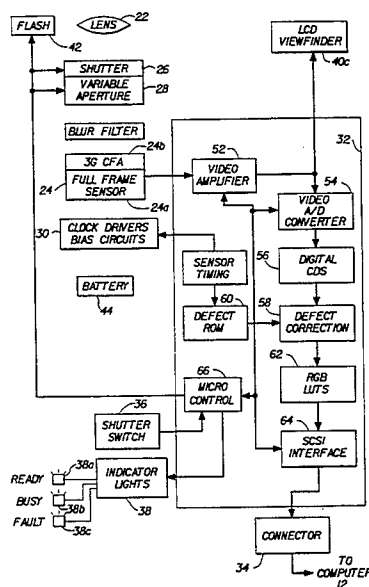 FLASH
42
LENS
22
LCD
VIEWFINDER
40c
SHUTTER
26
VARIABLE
APERTURE
28
BLUR FILTER
3G CFA
24b
24
FULL FRAME
SENSOR
24a
30
CLOCK DRIVERS
BIAS CIRCUITS
BATTERY
44
52
VIDEO
AMPLIFIER
32
54
VIDEO
A/D
CONVERTER
56
DIGITAL
CDS
SENSOR
TIMING
60
DEFECT
ROM
58
DEFECT
CORRECTION
62
RGB
LUTS
66
MICRO
CONTROL
36
SHUTTER
SWITCH
64
SCSI
INTERFACE
READY
38a
BUSY
38b
FAULT
38c
INDICATOR
LIGHTS
38
CONNECTOR
34
TO
COMPUTER
12